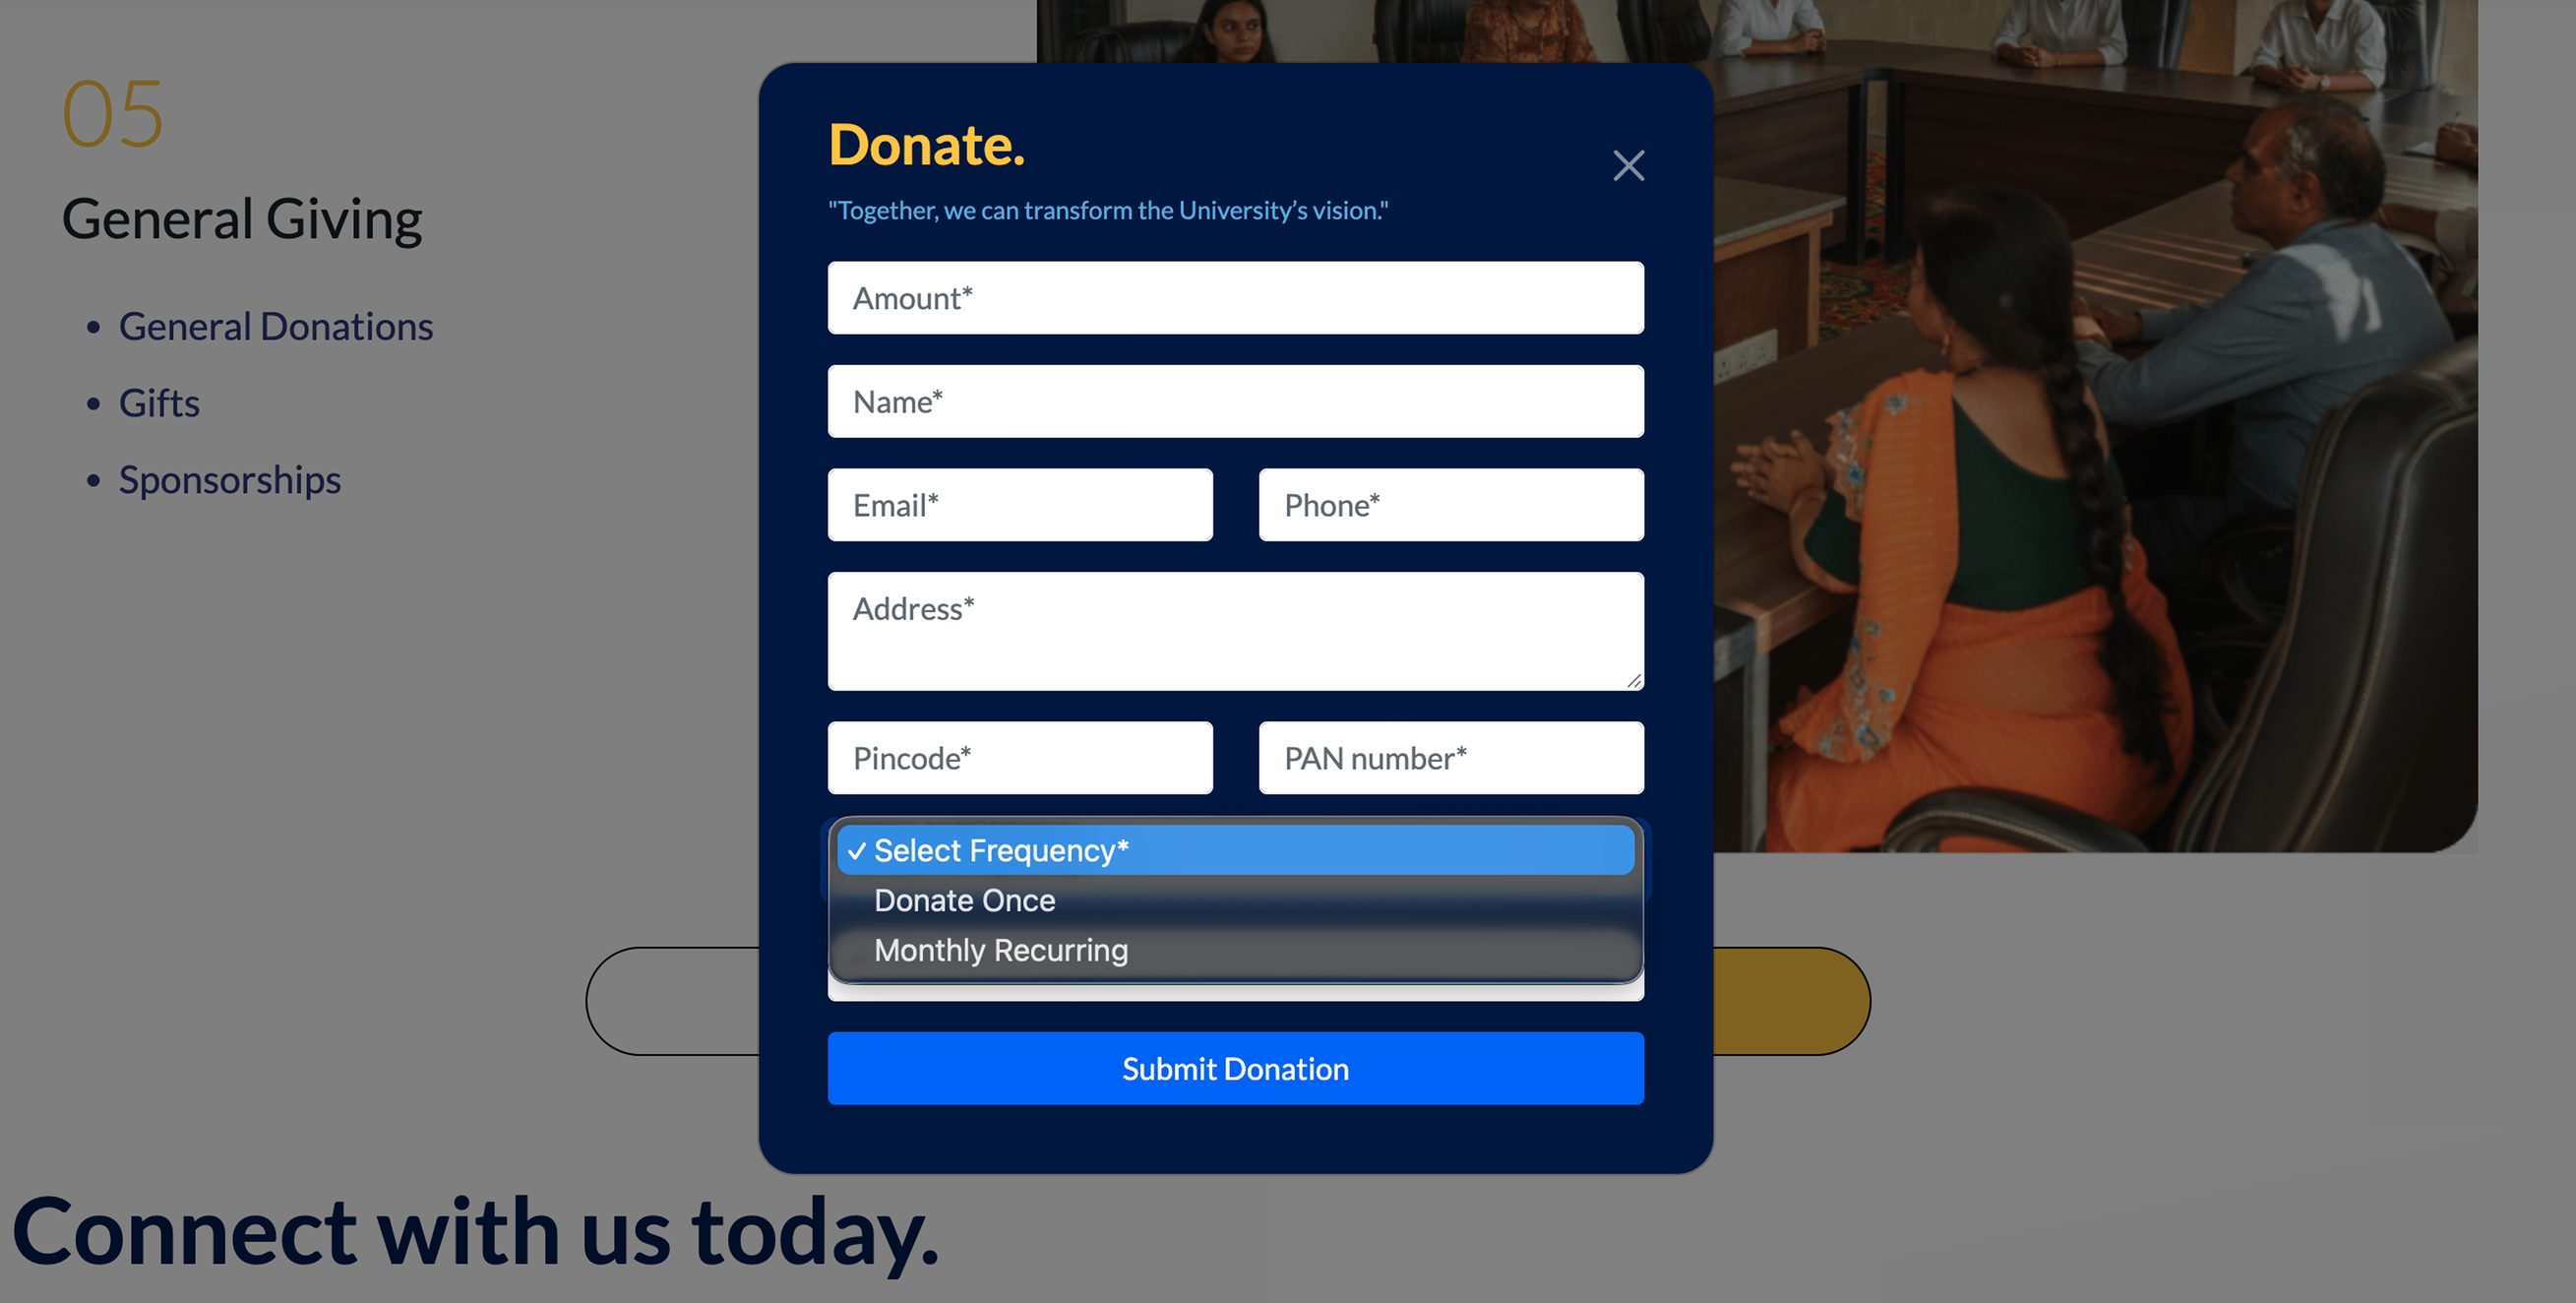 05
General Giving
• General Donations
• Gifts
• Sponsorships
Donate.
"Together, we can transform the University’s vision."
Amount*
Name*
Email*
Phone*
Address*
Pincode*
PAN number*
✓ Select Frequency*
Donate Once
Monthly Recurring
Submit Donation
Connect with us today.